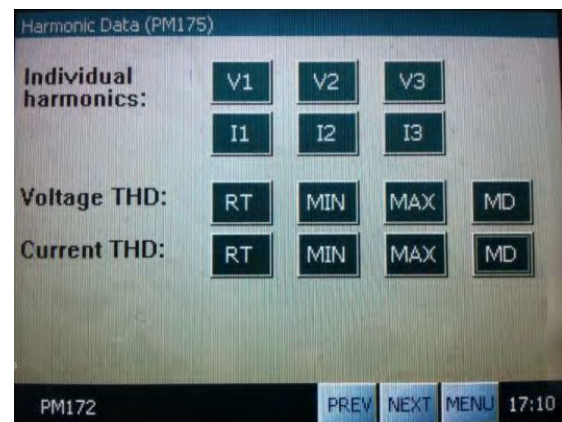 Harmonic Data (PM175)
Individual
harmonics:
V1 V2 V3
I1 I2 I3
Voltage THD: RT MIN MAX MD
Current THD: RT MIN MAX MD
PM172 PREV NEXT MENU 17:10